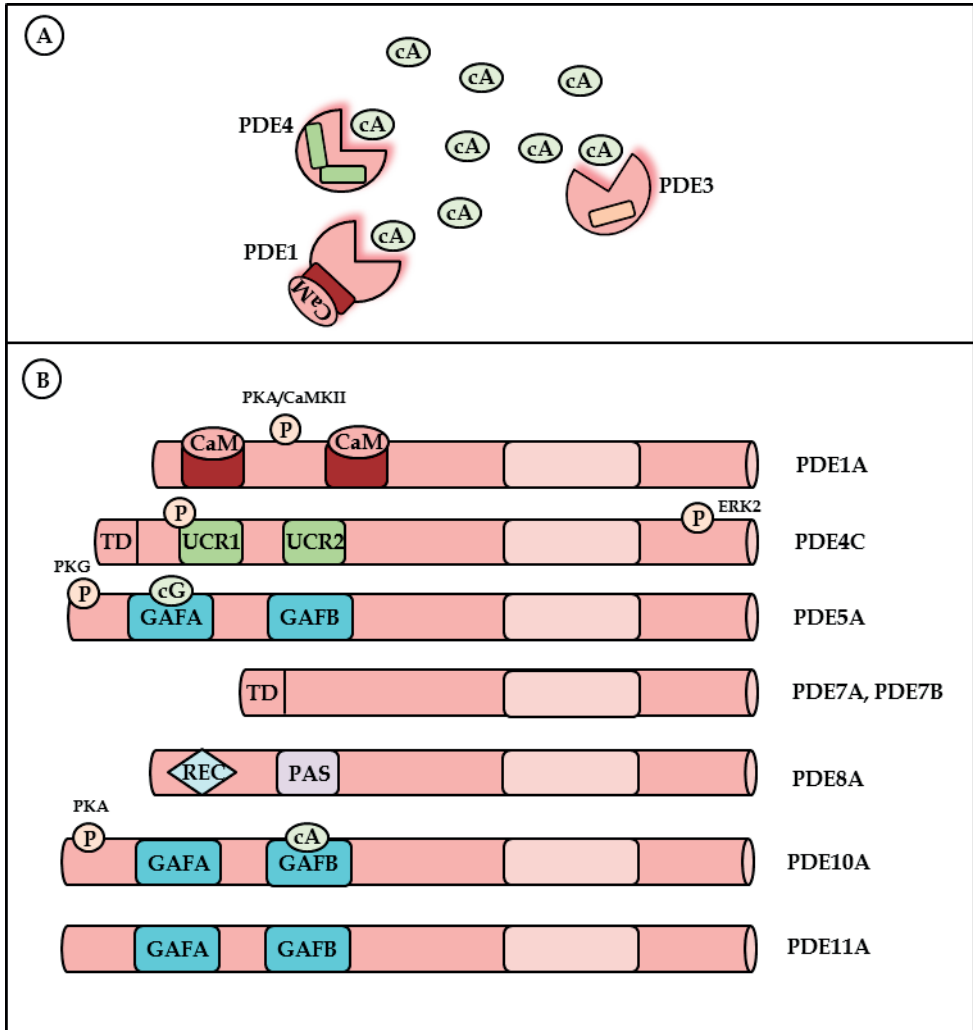 A
cA
cA
cA
cA
PDE4
cA
cA
cA
PDE3
cA
cA
PDE1
CaM
B
PKA/CaMKII
P
CaM
CaM
PDE1A
P
P
ERK2
TD
UCR1
UCR2
PDE4C
PKG
P
cG
GAFA
GAFB
PDE5A
TD
PDE7A, PDE7B
REC
PAS
PDE8A
PKA
P
cA
GAFA
GAFB
PDE10A
GAFA
GAFB
PDE11A